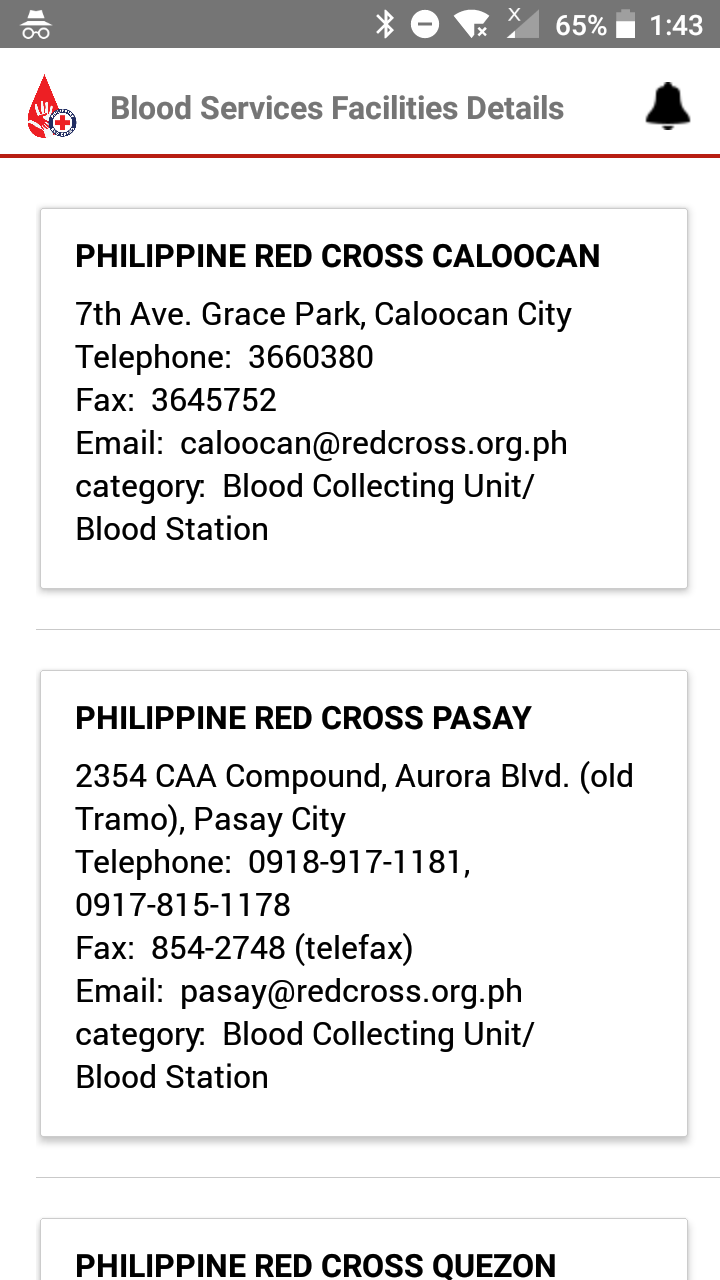 65% 1:43
Blood Services Facilities Details
PHILIPPINE RED CROSS CALOOCAN
7th Ave. Grace Park, Caloocan City
Telephone: 3660380
Fax: 3645752
Email: caloocan@redcross.org.ph
category: Blood Collecting Unit/
Blood Station
PHILIPPINE RED CROSS PASAY
2354 CAA Compound, Aurora Blvd. (old
Tramo), Pasay City
Telephone: 0918-917-1181,
0917-815-1178
Fax: 854-2748 (telefax)
Email: pasay@redcross.org.ph
category: Blood Collecting Unit/
Blood Station
PHILIPPINE RED CROSS QUEZON